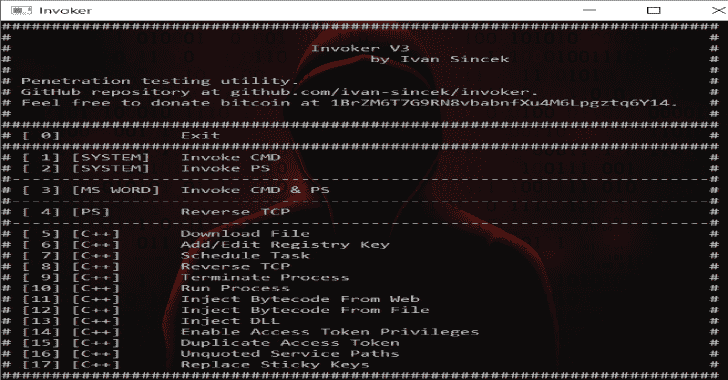 Invoker
########################################################################
#                                                                      #
#                              Invoker V3                              #
#                                    by Ivan Sincek                    #
#                                                                      #
# Penetration testing utility.                                         #
# GitHub repository at github.com/ivan-sincek/invoker.                 #
# Feel free to donate bitcoin at 1BrZM6T7G9RN8vbabnfXu4M6Lpgztq6Y14.   #
#                                                                      #
########################################################################
# [ 0]            Exit                                                 #
########################################################################
# [ 1] [SYSTEM]   Invoke CMD                                           #
# [ 2] [SYSTEM]   Invoke PS                                            #
#----------------------------------------------------------------------#
# [ 3] [MS WORD]  Invoke CMD & PS                                      #
#----------------------------------------------------------------------#
# [ 4] [PS]       Reverse TCP                                          #
#----------------------------------------------------------------------#
# [ 5] [C++]      Download File                                        #
# [ 6] [C++]      Add/Edit Registry Key                                #
# [ 7] [C++]      Schedule Task                                        #
# [ 8] [C++]      Reverse TCP                                          #
# [ 9] [C++]      Terminate Process                                    #
# [10] [C++]      Run Process                                          #
# [11] [C++]      Inject Bytecode From Web                             #
# [12] [C++]      Inject Bytecode From File                            #
# [13] [C++]      Inject DLL                                           #
# [14] [C++]      Enable Access Token Privileges                       #
# [15] [C++]      Duplicate Access Token                               #
# [16] [C++]      Unquoted Service Paths                               #
# [17] [C++]      Replace Sticky Keys                                  #
########################################################################